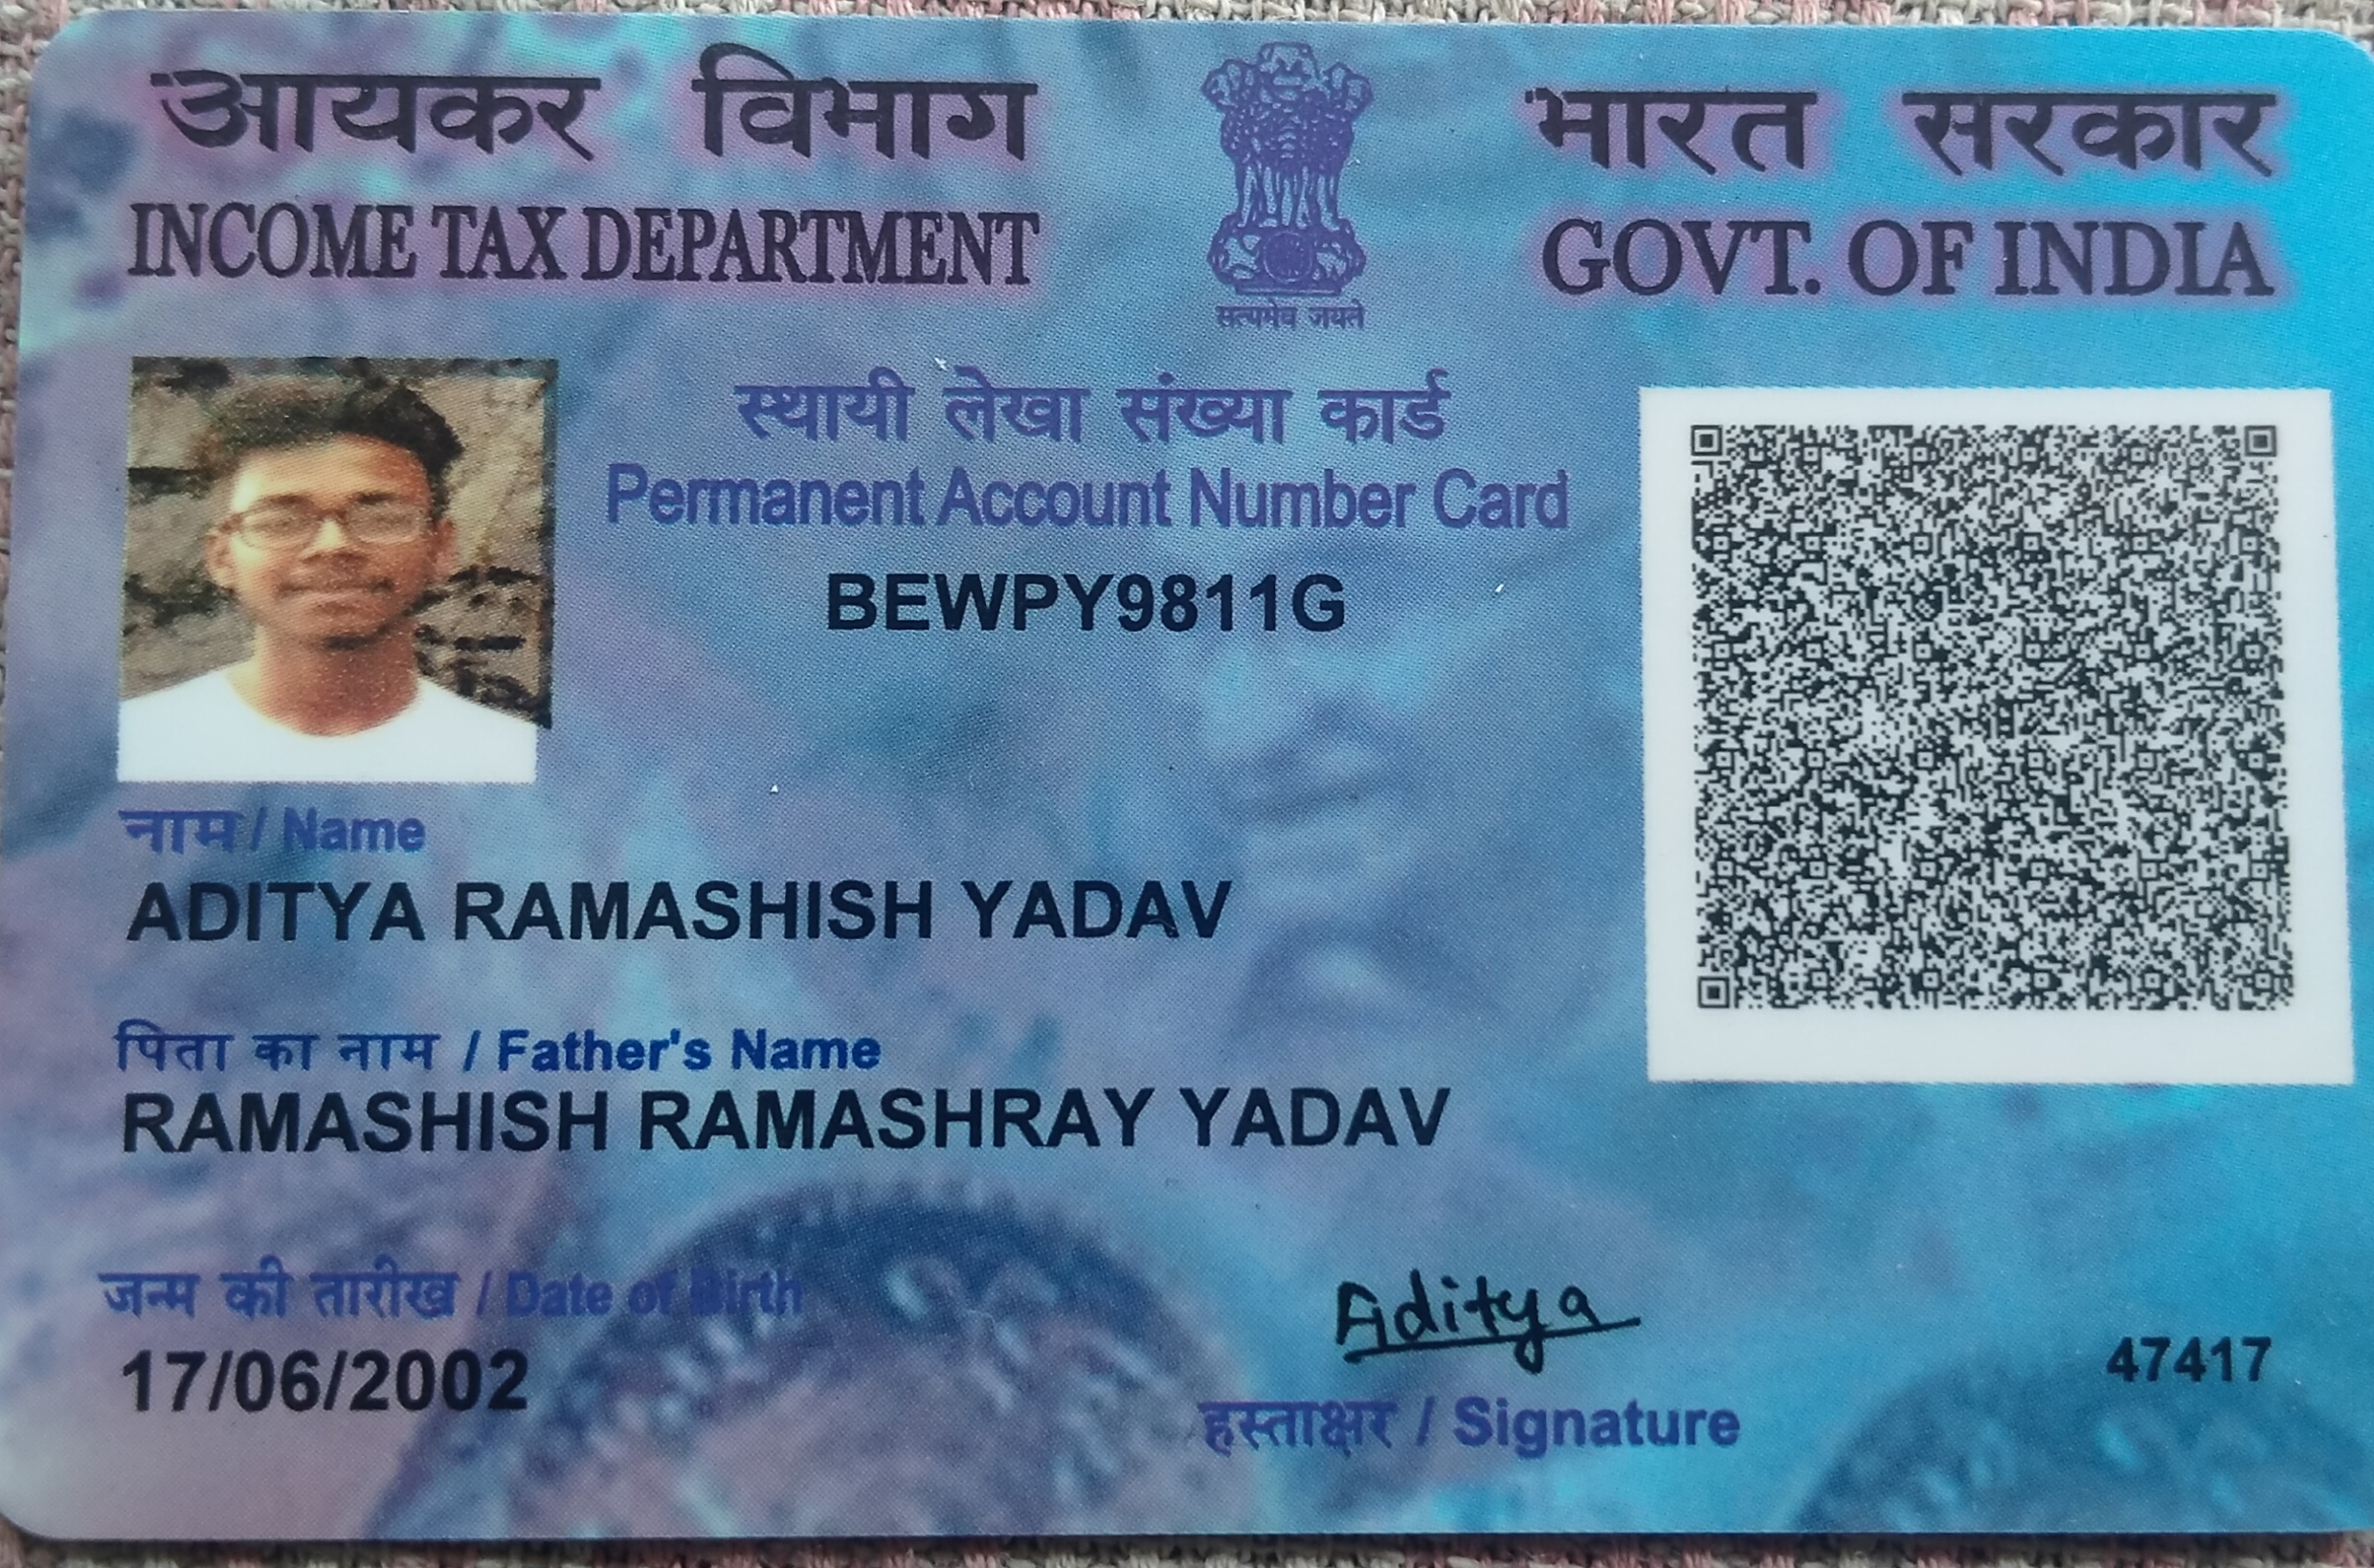 आयकर विभाग
INCOME TAX DEPARTMENT
सत्यमेव जयते
भारत सरकार
GOVT. OF INDIA
स्थायी लेखा संख्या कार्ड
Permanent Account Number Card
BEWPY9811G
नाम / Name
ADITYA RAMASHISH YADAV
पिता का नाम / Father's Name
RAMASHISH RAMASHRAY YADAV
जन्म की तारीख / Date of Birth
17/06/2002
Aditya
हस्ताक्षर / Signature
47417